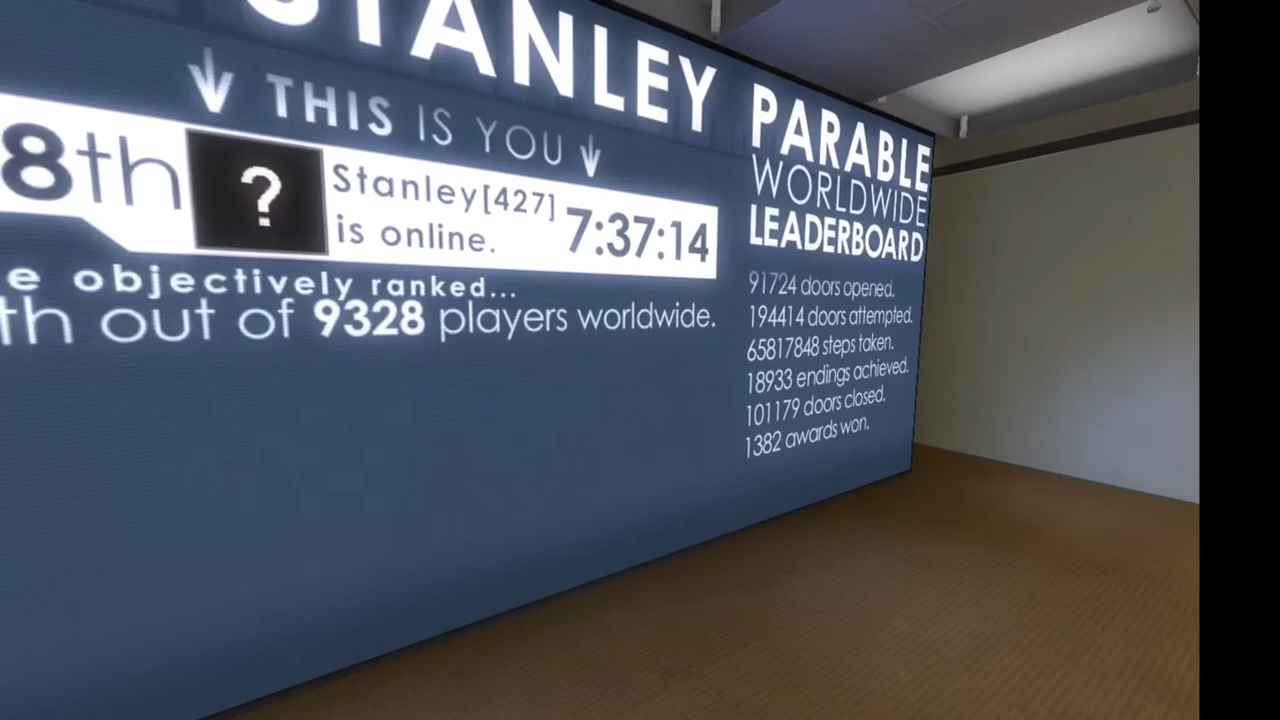 STANLEY PARABLE
WORLDWIDE
LEADERBOARD
THIS IS YOU
8th
?
Stanley[427]
is online.
7:37:14
e objectively ranked...
th out of 9328 players worldwide.
91724 doors opened.
194414 doors attempted.
65817848 steps taken.
18933 endings achieved.
101179 doors closed.
1382 awards won.